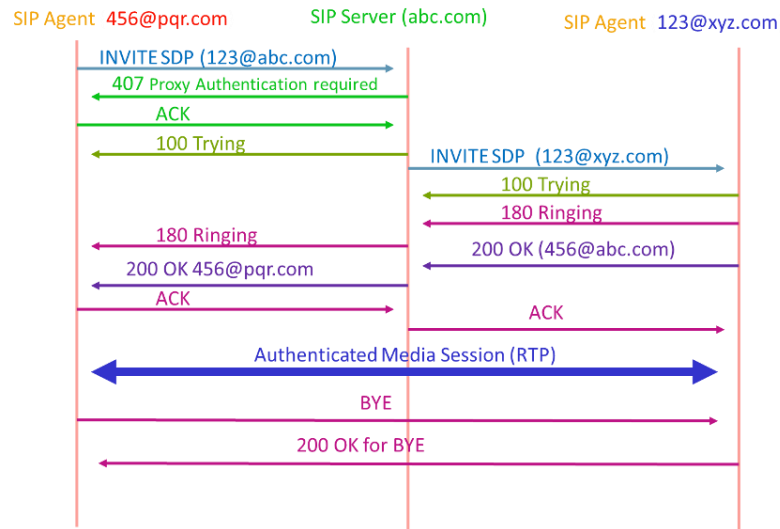 SIP Agent 456@pqr.com
SIP Server (abc.com)
SIP Agent 123@xyz.com
INVITE SDP (123@abc.com)
407 Proxy Authentication required
ACK
100 Trying
INVITE SDP (123@xyz.com)
100 Trying
180 Ringing
180 Ringing
200 OK (456@abc.com)
200 OK 456@pqr.com
ACK
ACK
Authenticated Media Session (RTP)
BYE
200 OK for BYE